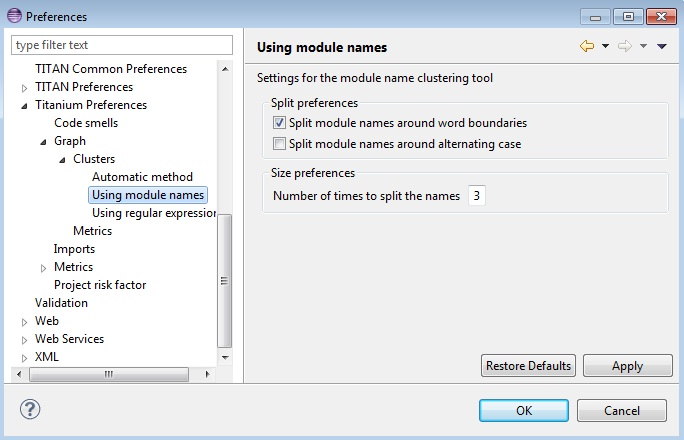 Preferences
type filter text
TITAN Common Preferences
TITAN Preferences
Titanium Preferences
Code smells
Graph
Clusters
Automatic method
Using module names
Using regular expression
Metrics
Imports
Metrics
Project risk factor
Validation
Web
Web Services
XML
Using module names
Settings for the module name clustering tool
Split preferences
Split module names around word boundaries
Split module names around alternating case
Size preferences
Number of times to split the names 3
Restore Defaults Apply
? OK Cancel